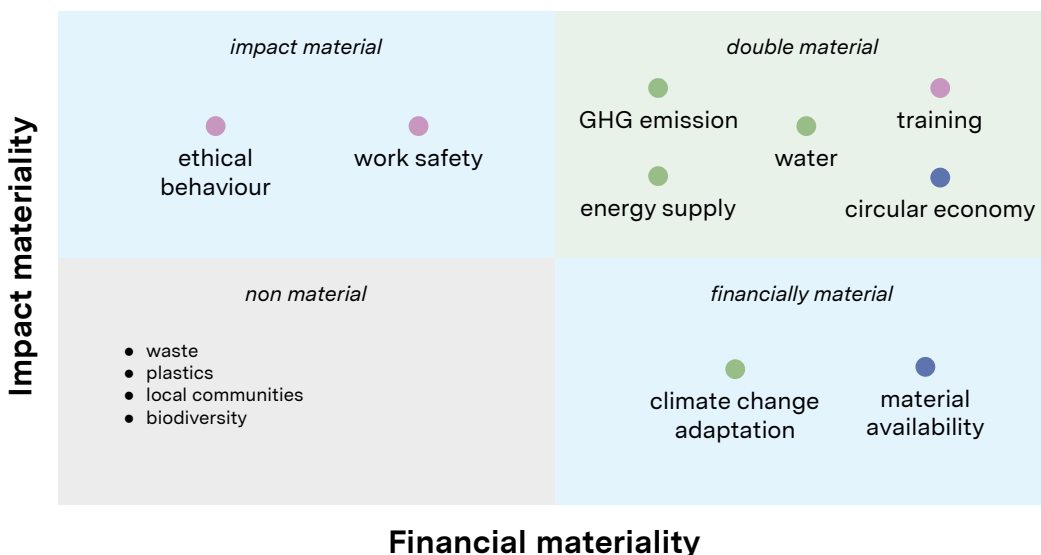 Impact materiality
impact material
ethical
behaviour
work safety
double material
GHG emission
training
water
energy supply
circular economy
non material
● waste
● plastics
● local communities
● biodiversity
financially material
climate change
adaptation
material
availability
Financial materiality